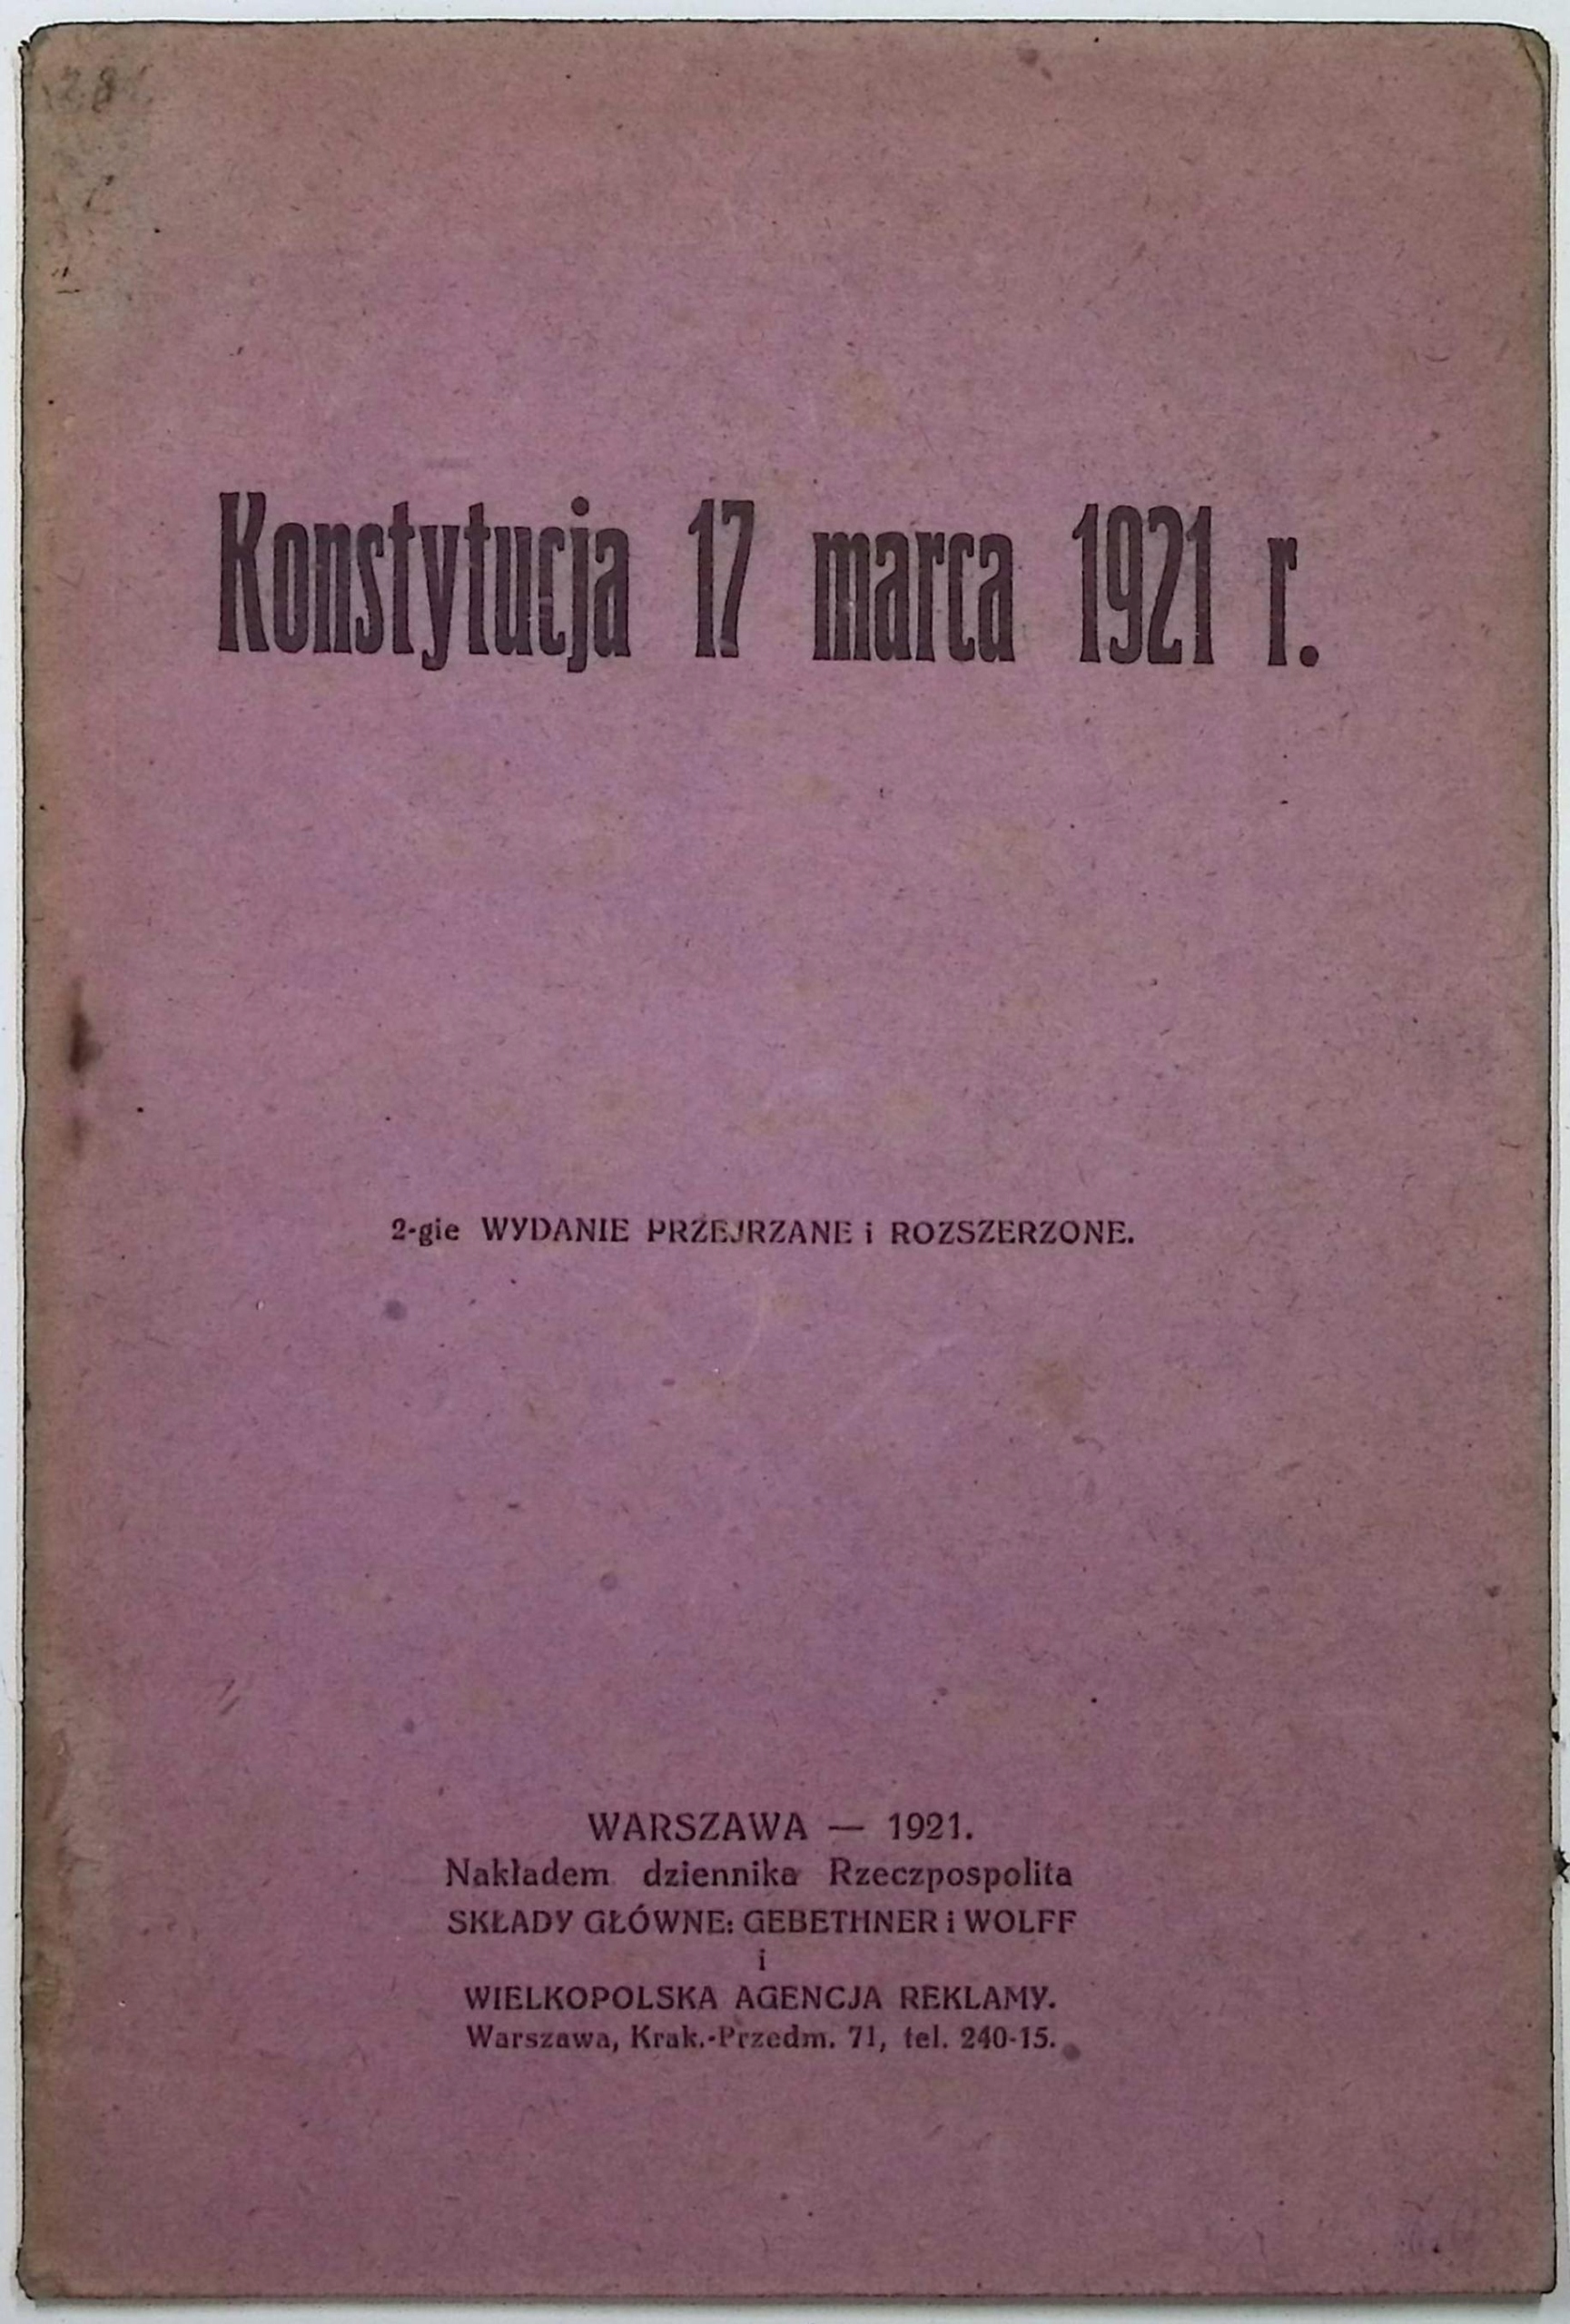 Konstytucja 17 marca 1921 r.
2-gie WYDANIE PRZEJRZANE i ROZSZERZONE.
WARSZAWA — 1921.
Nakładem dziennika Rzeczpospolita
SKŁADY GŁÓWNE: GEBETHNER i WOLFF
i
WIELKOPOLSKA AGENCJA REKLAMY.
Warszawa, Krak.-Przedm. 71, tel. 240-15.